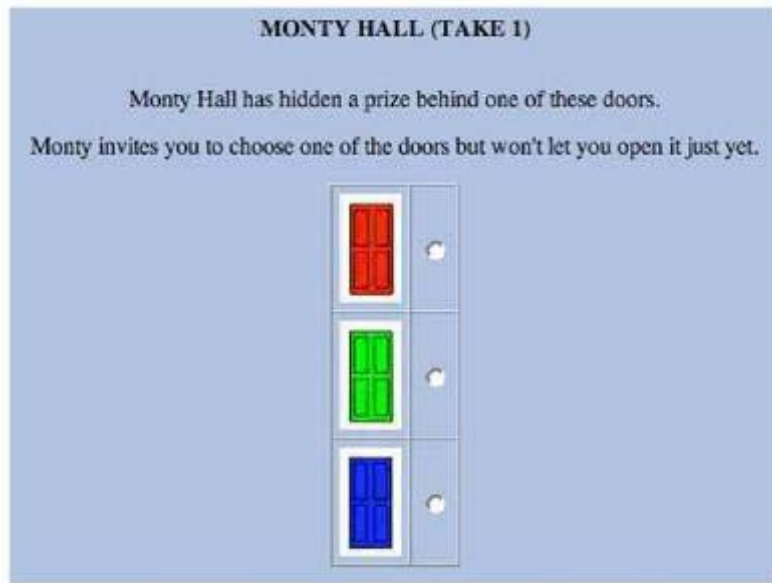 MONTY HALL (TAKE 1)
Monty Hall has hidden a prize behind one of these doors.
Monty invites you to choose one of the doors but won't let you open it just yet.